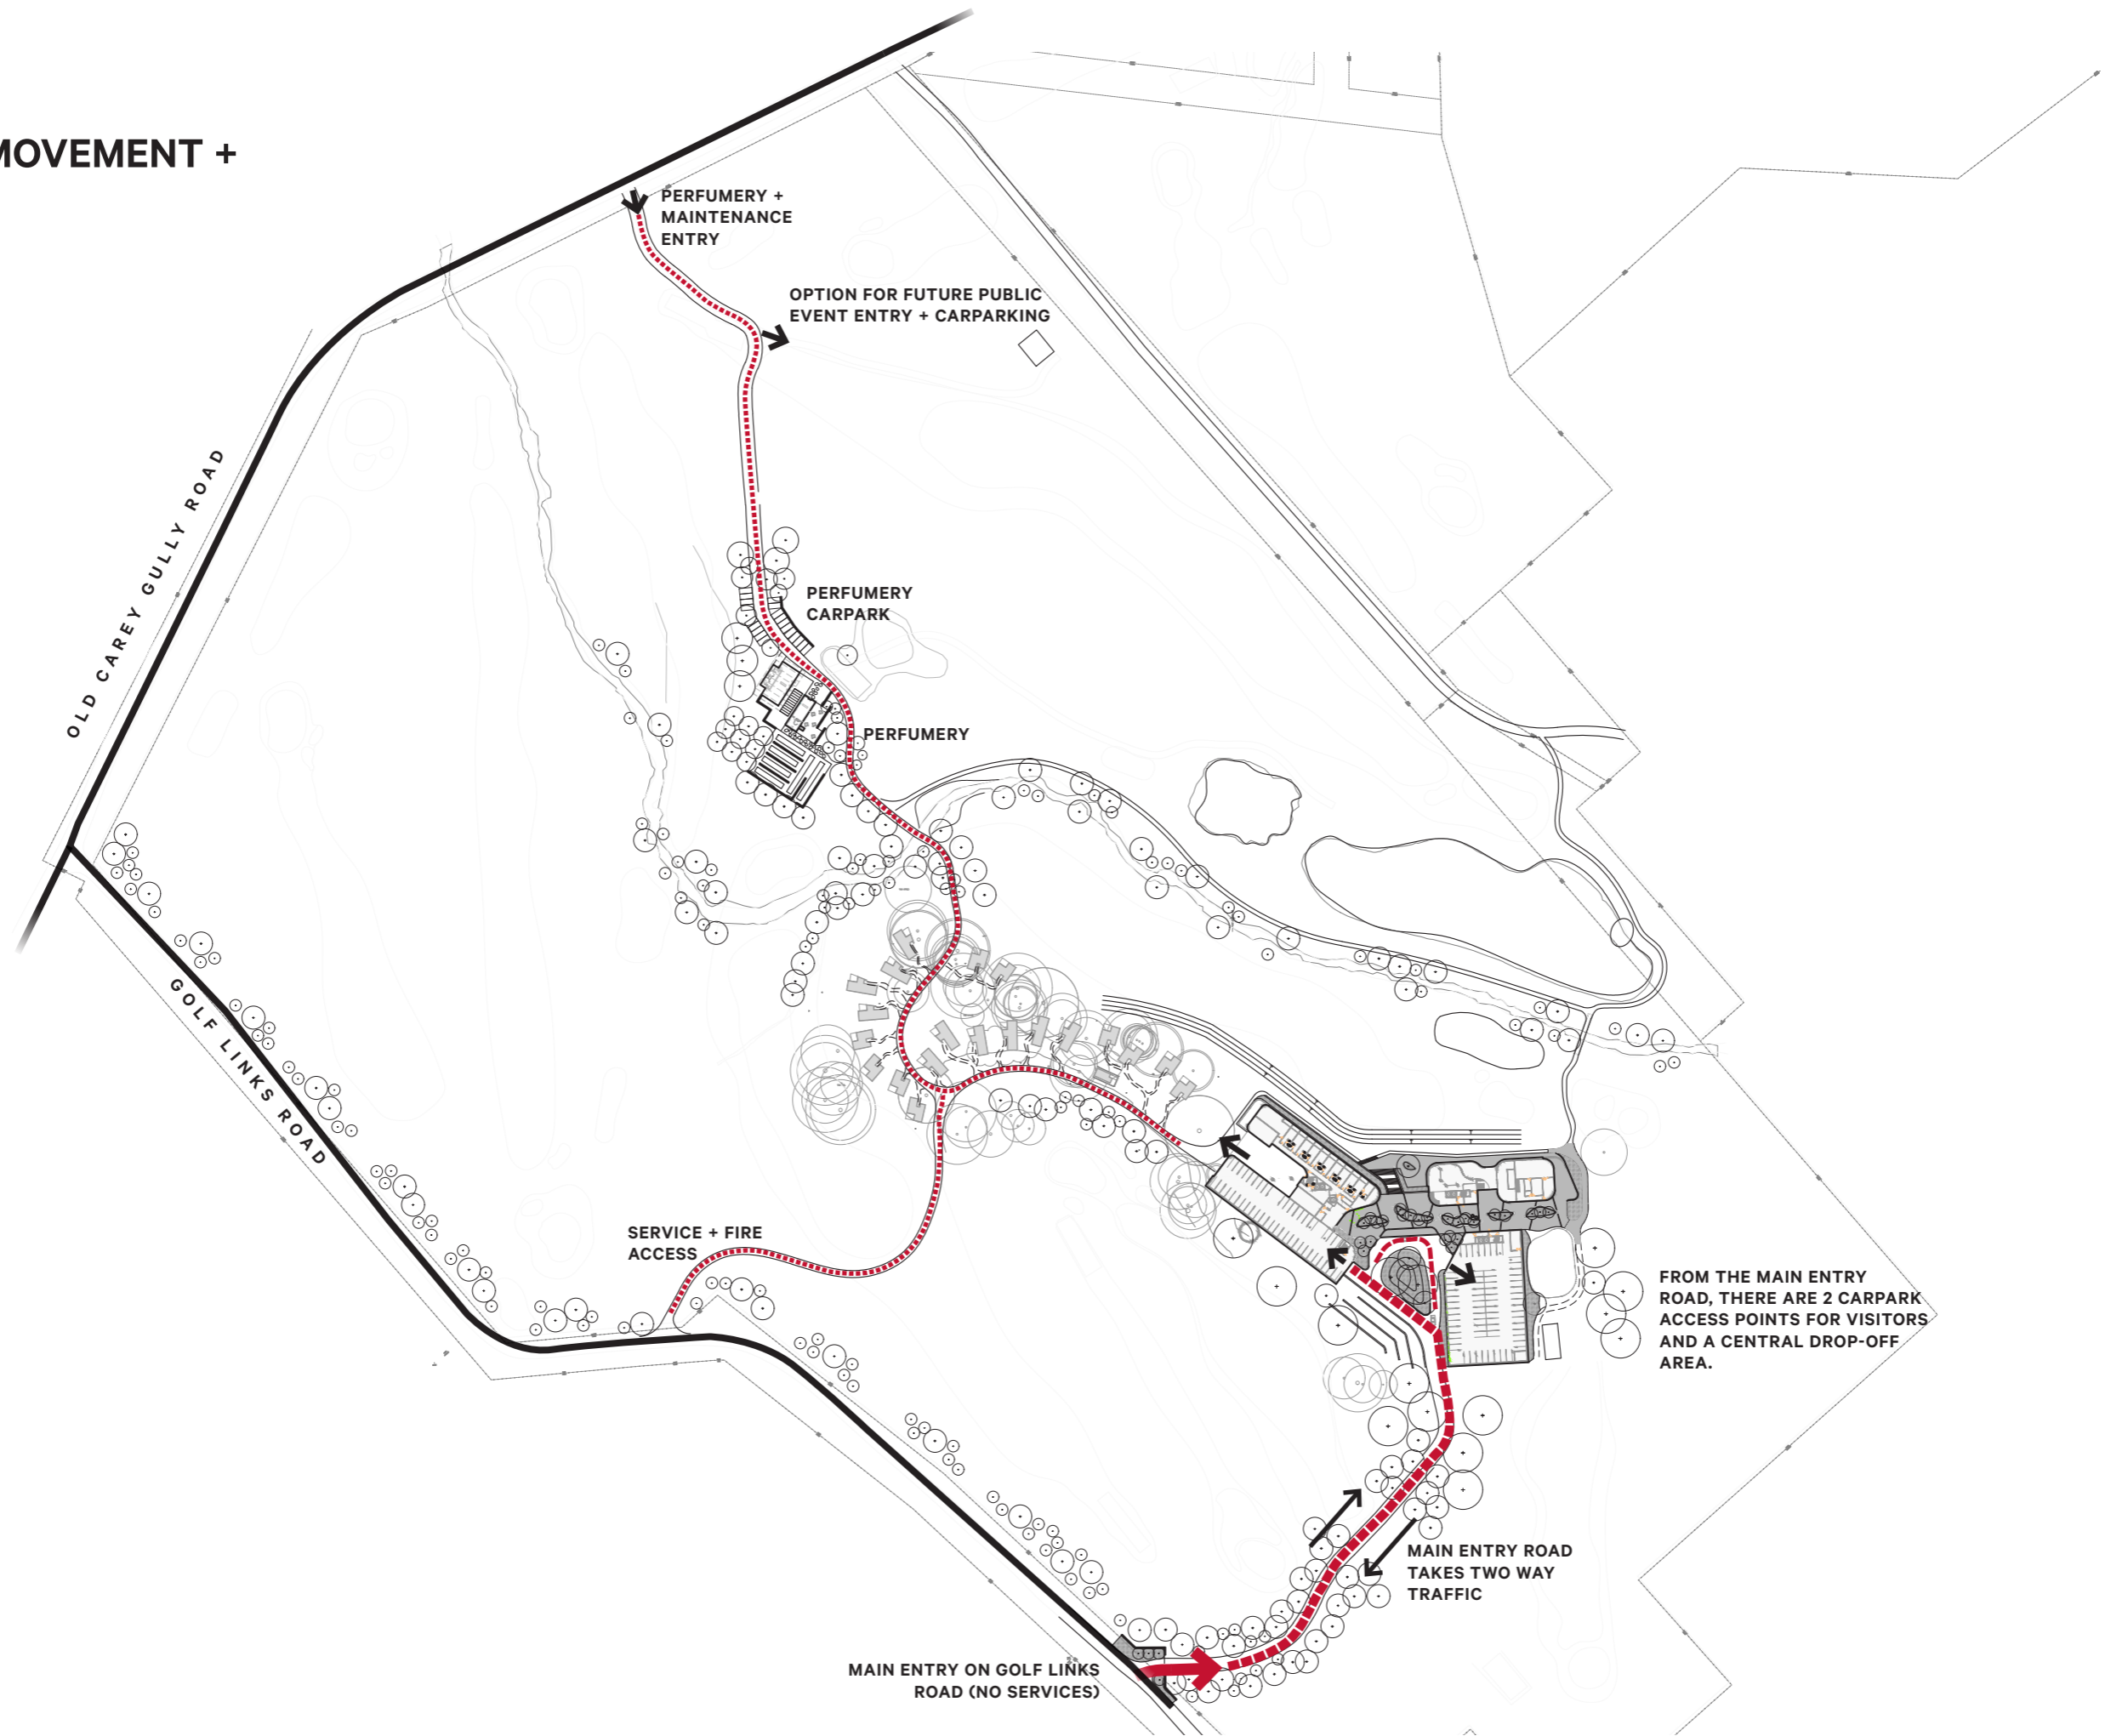 MOVEMENT +
PERFUMERY +
MAINTENANCE
ENTRY
OPTION FOR FUTURE PUBLIC
EVENT ENTRY + CARPARKING
OLD CAREY GULLY ROAD
PERFUMERY
CARPARK
PERFUMERY
GOLF LINKS ROAD
SERVICE + FIRE
ACCESS
FROM THE MAIN ENTRY
ROAD, THERE ARE 2 CARPARK
ACCESS POINTS FOR VISITORS
AND A CENTRAL DROP-OFF
AREA.
MAIN ENTRY ROAD
TAKES TWO WAY
TRAFFIC
MAIN ENTRY ON GOLF LINKS
ROAD (NO SERVICES)